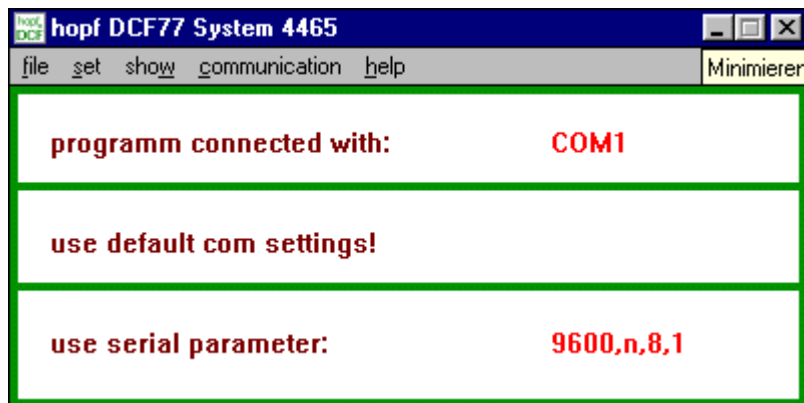 hopf DCF hopf DCF77 System 4465
file set show communication help Minimieren
programm connected with: COM1
use default com settings!
use serial parameter: 9600,n,8,1